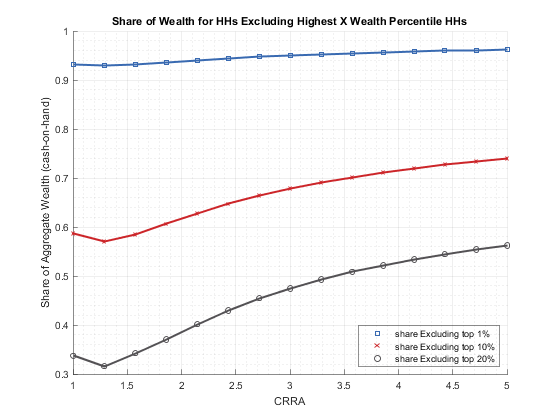 Share of Wealth for HHs Excluding Highest X Wealth Percentile HHs
Share of Aggregate Wealth (cash-on-hand)
1
0.9
0.8
0.7
0.6
0.5
0.4
0.3
1
1.5
2
2.5
3
3.5
4
4.5
5
CRRA
share Excluding top 1%
share Excluding top 10%
share Excluding top 20%